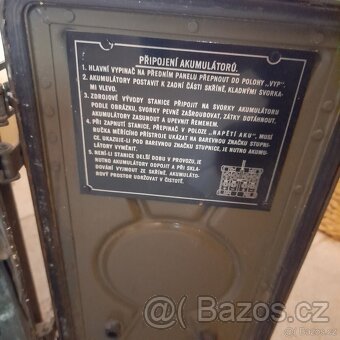 PŘIPOJENÍ AKUMULÁTORŮ.
1. HLAVNÍ VYPINAČ NA PŘEDNÍM PANELU PŘEPNOUT DO POLOHY „VYP".
2. AKUMULÁTORY POSTAVIT K ZADNÍ ČÁSTI SKŘÍNĚ, KLADNÝMI SVORKA-
MI VLEVO.
3. ZDROJOVÉ VÝVODY STANICE PŘIPOJIT NA SVORKY AKUMULÁTORU
PODLE OBRÁZKU, SVORKY PEVNĚ ZAŠROUBOVAT, ZÁTKY DOTÁHNOUT,
AKUMULÁTORY ZASUNOUT A UPEVNIT ŘEMENEM.
4. PŘI ZAPNUTÍ STANICE, PŘEPÍNAČ V POLOZE „NAPĚTÍ AKU", MUSÍ
RUČKA MĚŘICÍHO PŘÍSTROJE UKÁZAT NA BAREVNOU ZNAČKU STUPNI-
CE. UKAZUJE-LI POD BAREVNOU ZNAČKU STUPNICE, JE NUTNO AKUMU-
LÁTORY VYMĚNIT.
5. NENÍ-LI STANICE DELŠÍ DOBU V PROVOZU, JE
NUTNO AKUMULÁTORY ODPOJIT A PŘI SKLA-
DOVÁNÍ VYJMOUT ZE SKŘÍNĚ. AKUMULÁTO-
ROVÝ PROSTOR UDRŽOVAT V ČISTOTĚ.
Bazos.cz